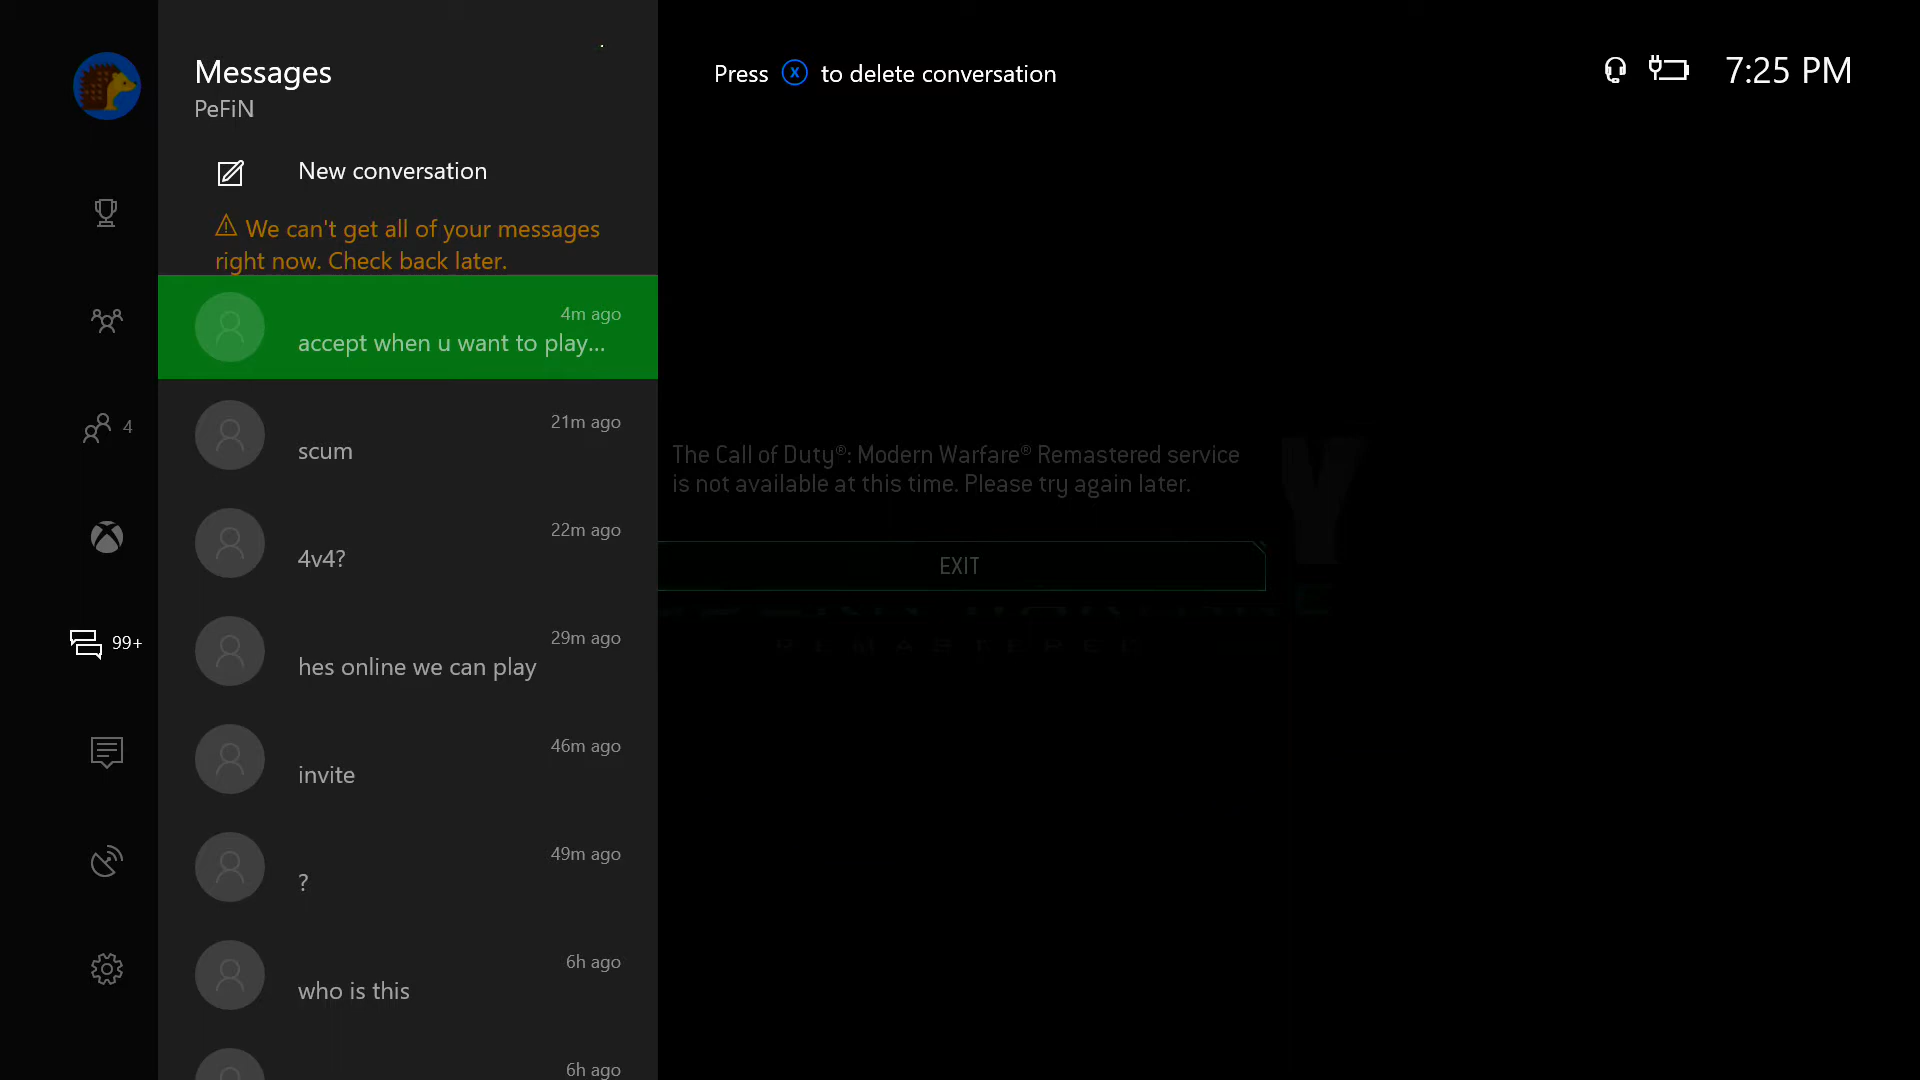 Messages
PeFiN
New conversation
We can't get all of your messages
right now. Check back later.
4m ago
accept when u want to play...
21m ago
scum
22m ago
4v4?
29m ago
hes online we can play
46m ago
invite
49m ago
?
6h ago
who is this
6h ago
4
99+
Press X to delete conversation
7:25 PM
The Call of Duty®: Modern Warfare® Remastered service
is not available at this time. Please try again later.
EXIT
Y
REMASTERED